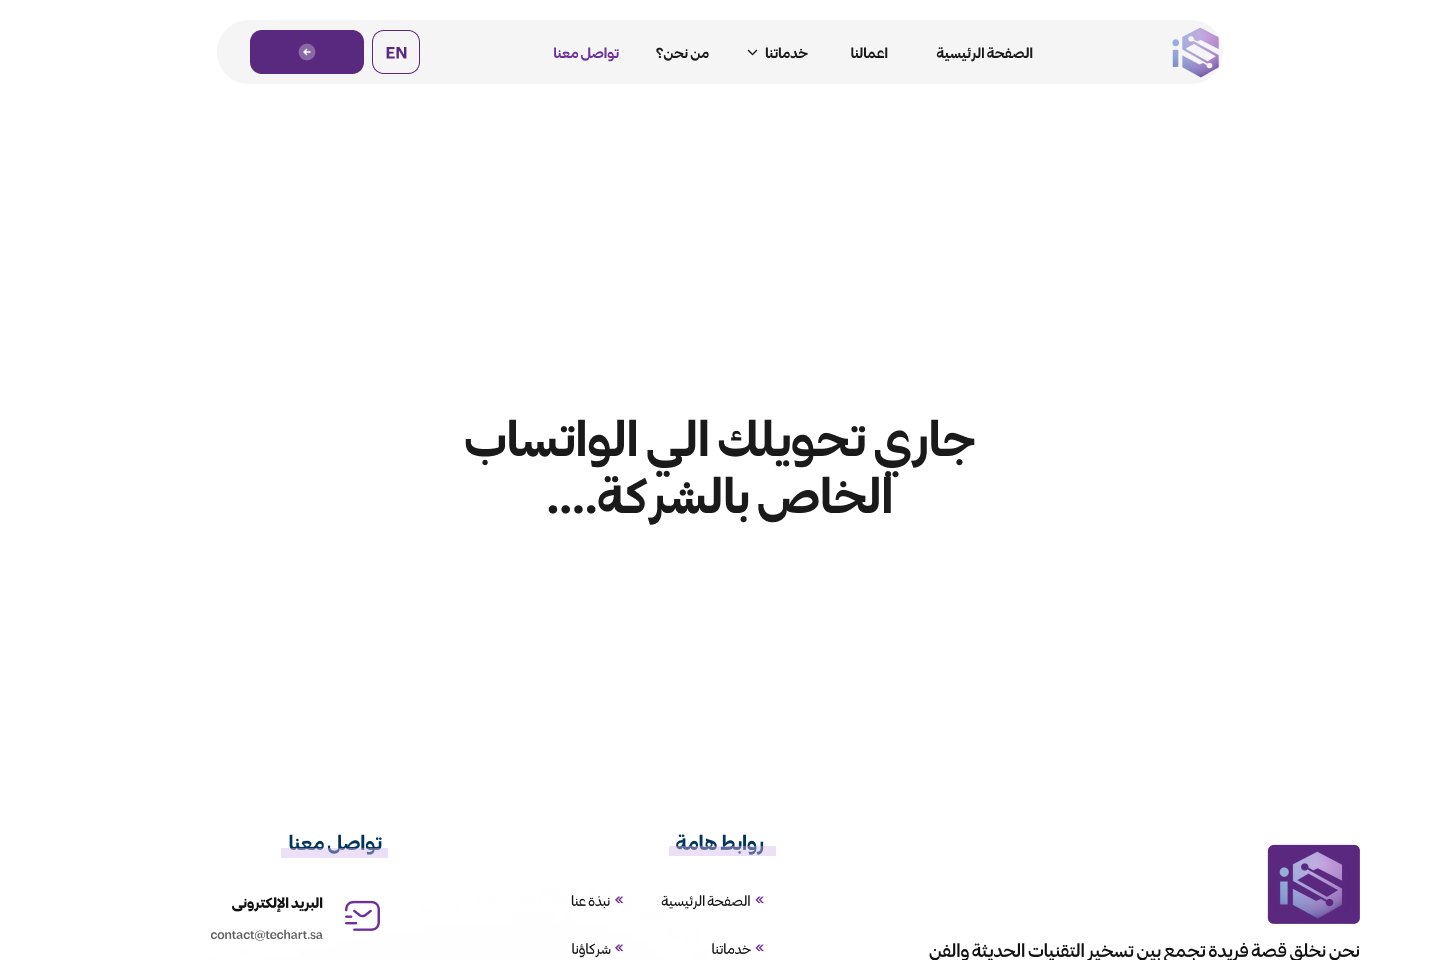 الصفحة الرئيسية
اعمالنا
خدماتنا
من نحن؟
تواصل معنا
EN
جاري تحويلك الي الواتساب
الخاص بالشركة....
نحن نخلق قصة فريدة تجمع بين تسخير التقنيات الحديثة والفن
روابط هامة
الصفحة الرئيسية
نبذة عنا
خدماتنا
شركاؤنا
تواصل معنا
البريد الإلكترونى
contact@techart.sa